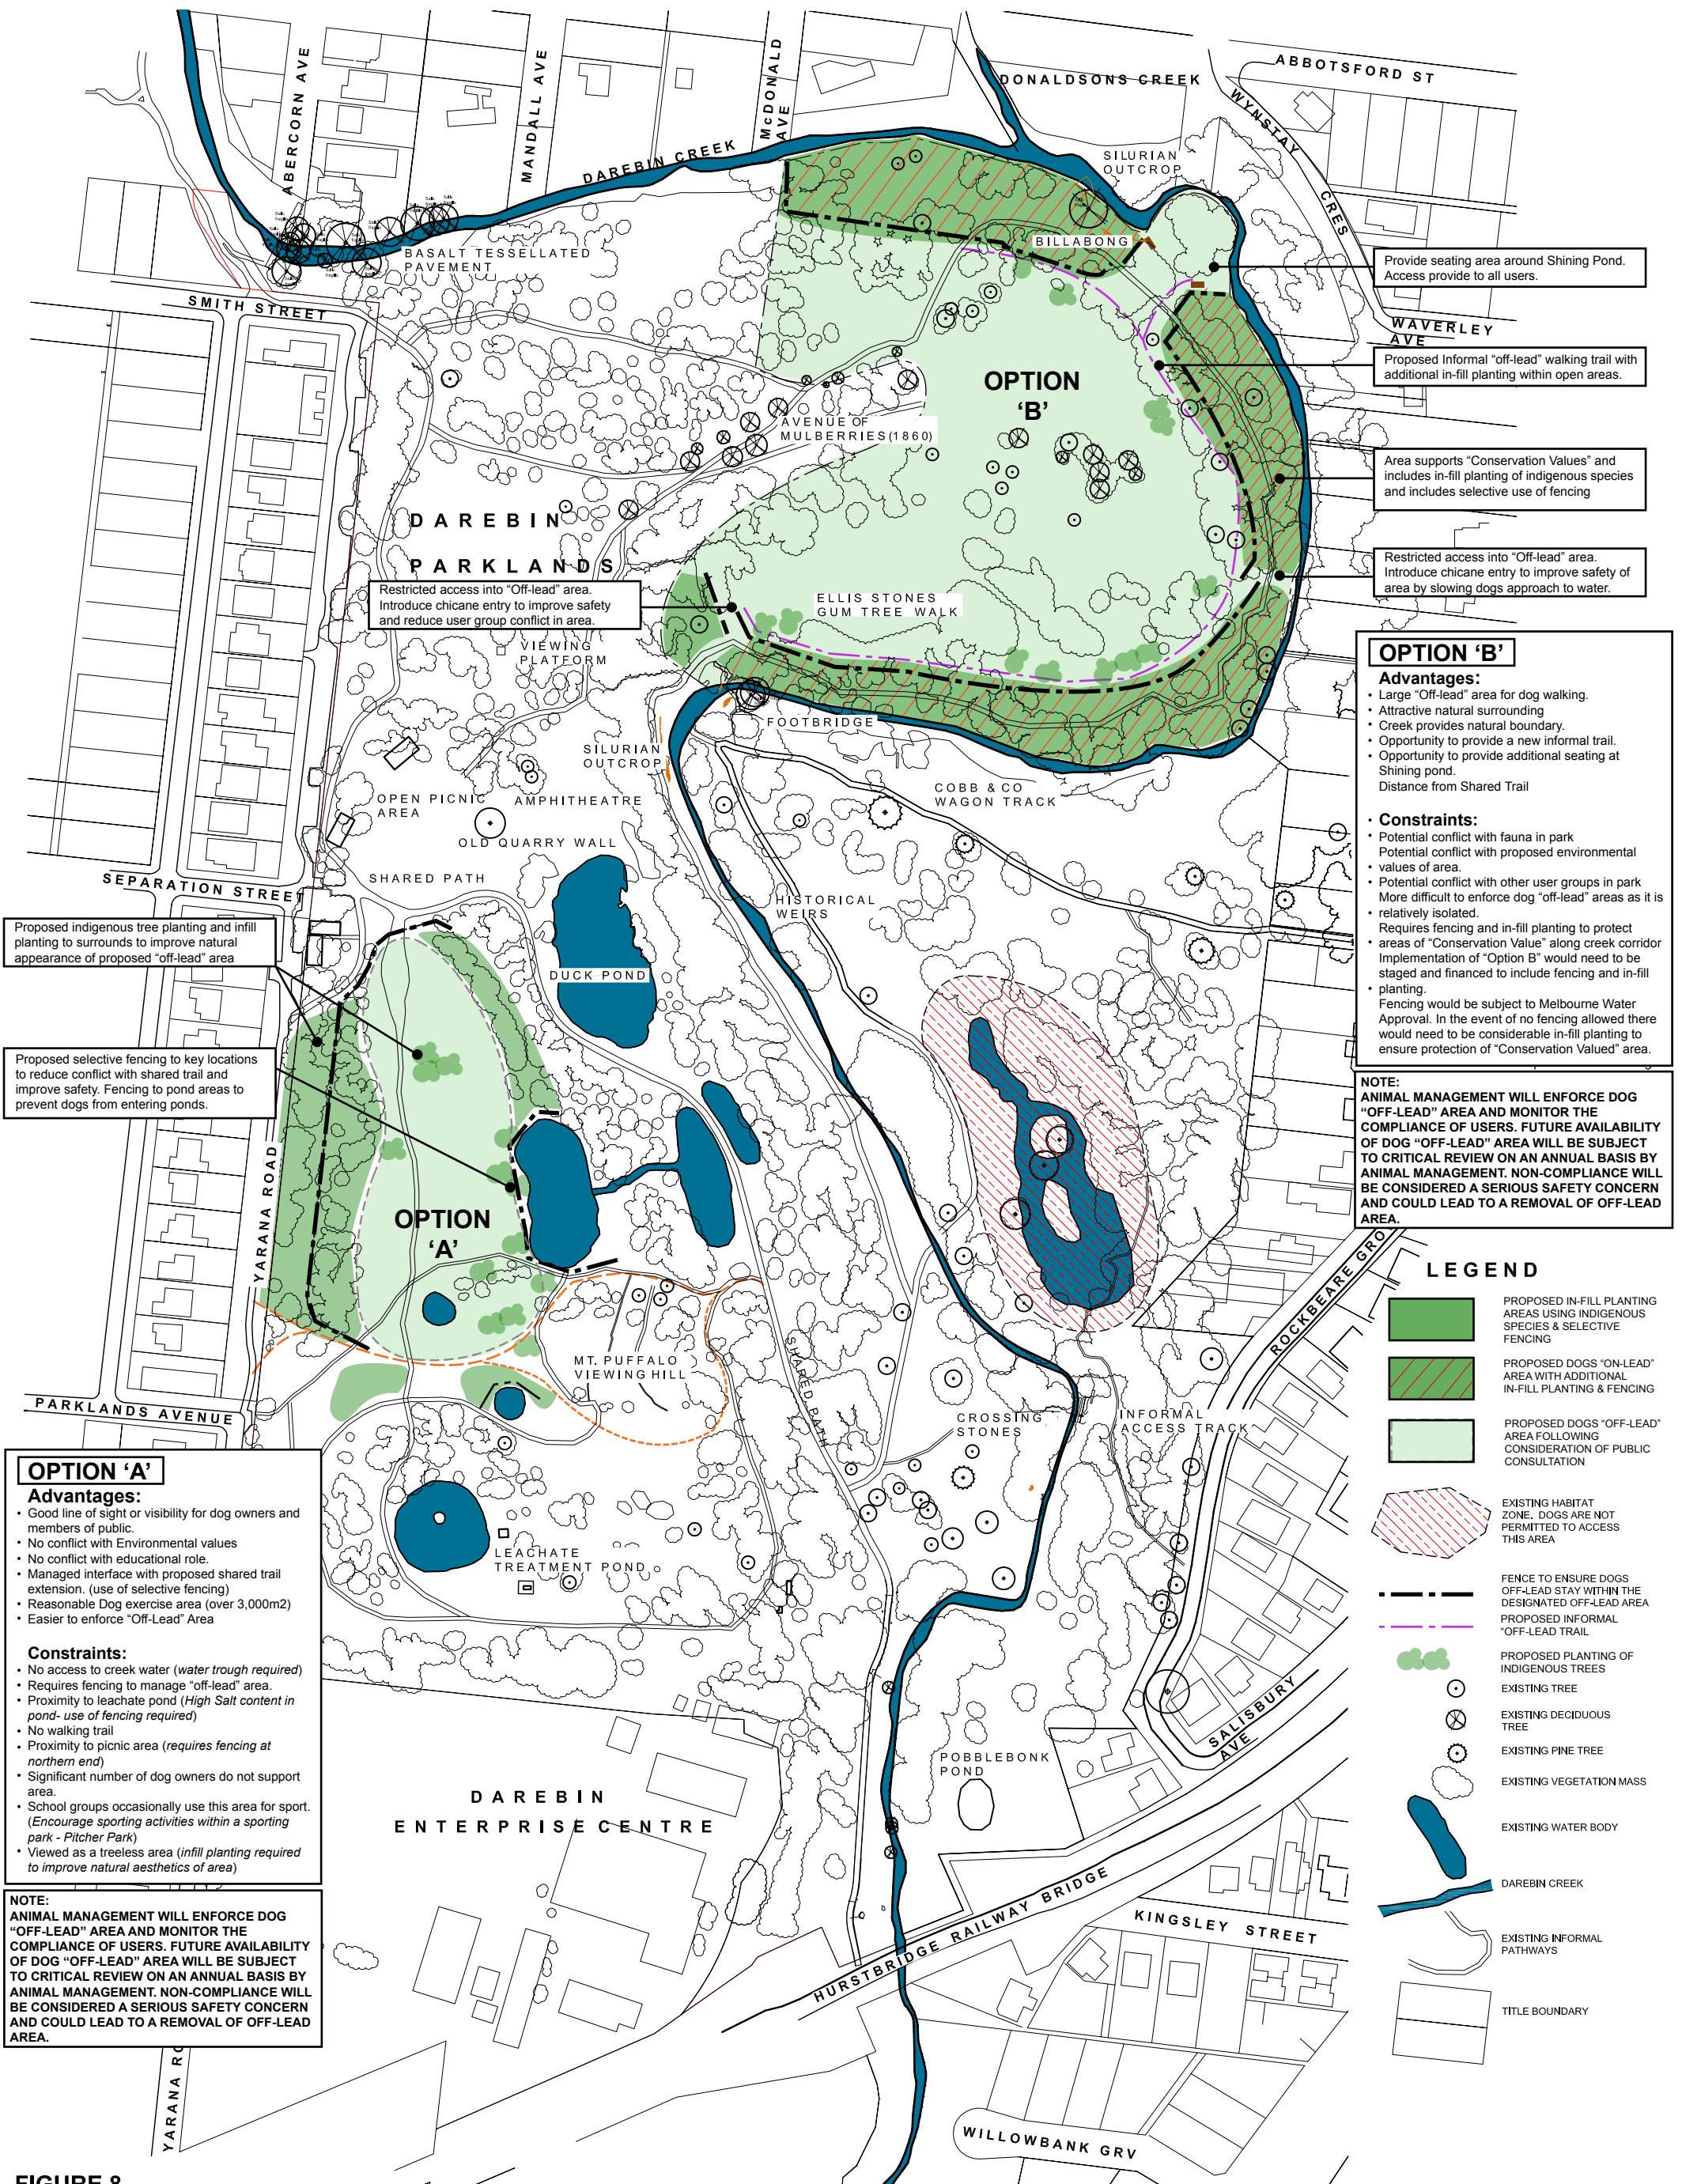 DONALDSONS CREEK
ABBOTSFORD ST
WYNSTAY
CRES
ABERCORN AVE
MANDALL AVE
McDONALD
AVE
DAREBIN CREEK
SILURIAN
OUTCROP
BILLABONG
BASALT TESSELLATED
PAVEMENT
SMITH STREET
Provide seating area around Shining Pond.
Access provide to all users.
WAVERLEY
AVE
Proposed Informal “off-lead” walking trail with
additional in-fill planting within open areas.
OPTION
‘B’
AVENUE OF
MULBERRIES (1860)
Area supports “Conservation Values” and
includes in-fill planting of indigenous species
and includes selective use of fencing
DAREBIN
PARKLANDS
Restricted access into “Off-lead” area.
Introduce chicane entry to improve safety of
area by slowing dogs approach to water.
Restricted access into “Off-lead” area.
Introduce chicane entry to improve safety
and reduce user group conflict in area.
ELLIS STONES
GUM TREE WALK
VIEWING
PLATFORM
FOOTBRIDGE
SILURIAN
OUTCROP
COBB & CO
WAGON TRACK
OPEN PICNIC
AREA
AMPHITHEATRE
OLD QUARRY WALL
SHARED PATH
SEPARATION STREET
HISTORICAL
WEIRS
DUCK POND
Proposed indigenous tree planting and infill
planting to surrounds to improve natural
appearance of proposed “off-lead” area
Proposed selective fencing to key locations
to reduce conflict with shared trail and
improve safety. Fencing to pond areas to
prevent dogs from entering ponds.
YARANA ROAD
OPTION
‘A’
MT. PUFFALO
VIEWING HILL
SHARED PATH
PARKLANDS AVENUE
CROSSING
STONES
INFORMAL
ACCESS TRACK
LEACHATE
TREATMENT POND
ROCKBEARE GRO
SALISBURY
AVE
POBBLEBONK
POND
DAREBIN
ENTERPRISE CENTRE
HURSTBRIDGE RAILWAY BRIDGE
KINGSLEY STREET
WILLOWBANK GRV
YARANA RO
OPTION ‘B’
Advantages:
• Large “Off-lead” area for dog walking.
• Attractive natural surrounding
• Creek provides natural boundary.
• Opportunity to provide a new informal trail.
• Opportunity to provide additional seating at
Shining pond.
Distance from Shared Trail
• Constraints:
• Potential conflict with fauna in park
Potential conflict with proposed environmental
• values of area.
• Potential conflict with other user groups in park
More difficult to enforce dog “off-lead” areas as it is
• relatively isolated.
Requires fencing and in-fill planting to protect
• areas of “Conservation Value” along creek corridor
Implementation of “Option B” would need to be
staged and financed to include fencing and in-fill
• planting.
Fencing would be subject to Melbourne Water
Approval. In the event of no fencing allowed there
would need to be considerable in-fill planting to
ensure protection of “Conservation Valued” area.
NOTE:
ANIMAL MANAGEMENT WILL ENFORCE DOG
“OFF-LEAD” AREA AND MONITOR THE
COMPLIANCE OF USERS. FUTURE AVAILABILITY
OF DOG “OFF-LEAD” AREA WILL BE SUBJECT
TO CRITICAL REVIEW ON AN ANNUAL BASIS BY
ANIMAL MANAGEMENT. NON-COMPLIANCE WILL
BE CONSIDERED A SERIOUS SAFETY CONCERN
AND COULD LEAD TO A REMOVAL OF OFF-LEAD
AREA.
LEGEND
PROPOSED IN-FILL PLANTING
AREAS USING INDIGENOUS
SPECIES & SELECTIVE
FENCING
PROPOSED DOGS “ON-LEAD”
AREA WITH ADDITIONAL
IN-FILL PLANTING & FENCING
PROPOSED DOGS “OFF-LEAD”
AREA FOLLOWING
CONSIDERATION OF PUBLIC
CONSULTATION
EXISTING HABITAT
ZONE. DOGS ARE NOT
PERMITTED TO ACCESS
THIS AREA
FENCE TO ENSURE DOGS
OFF-LEAD STAY WITHIN THE
DESIGNATED OFF-LEAD AREA
PROPOSED INFORMAL
“OFF-LEAD TRAIL
PROPOSED PLANTING OF
INDIGENOUS TREES
EXISTING TREE
EXISTING DECIDUOUS
TREE
EXISTING PINE TREE
EXISTING VEGETATION MASS
EXISTING WATER BODY
DAREBIN CREEK
EXISTING INFORMAL
PATHWAYS
TITLE BOUNDARY
OPTION ‘A’
Advantages:
• Good line of sight or visibility for dog owners and
members of public.
• No conflict with Environmental values
• No conflict with educational role.
• Managed interface with proposed shared trail
extension. (use of selective fencing)
• Reasonable Dog exercise area (over 3,000m2)
• Easier to enforce “Off-Lead” Area
Constraints:
• No access to creek water (water trough required)
• Requires fencing to manage “off-lead” area.
• Proximity to leachate pond (High Salt content in
pond- use of fencing required)
• No walking trail
• Proximity to picnic area (requires fencing at
northern end)
• Significant number of dog owners do not support
area.
• School groups occasionally use this area for sport.
(Encourage sporting activities within a sporting
park - Pitcher Park)
• Viewed as a treeless area (infill planting required
to improve natural aesthetics of area)
NOTE:
ANIMAL MANAGEMENT WILL ENFORCE DOG
“OFF-LEAD” AREA AND MONITOR THE
COMPLIANCE OF USERS. FUTURE AVAILABILITY
OF DOG “OFF-LEAD” AREA WILL BE SUBJECT
TO CRITICAL REVIEW ON AN ANNUAL BASIS BY
ANIMAL MANAGEMENT. NON-COMPLIANCE WILL
BE CONSIDERED A SERIOUS SAFETY CONCERN
AND COULD LEAD TO A REMOVAL OF OFF-LEAD
AREA.
FIGURE 8